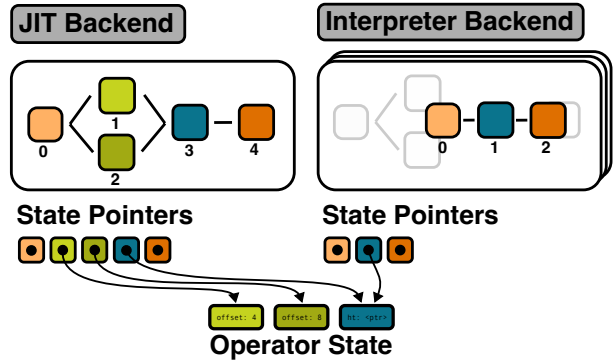 JIT Backend
Interpreter Backend
0
1
2
3
4
0
1
2
State Pointers
State Pointers
offset: 4
offset: 8
ht: <ptr>
Operator State